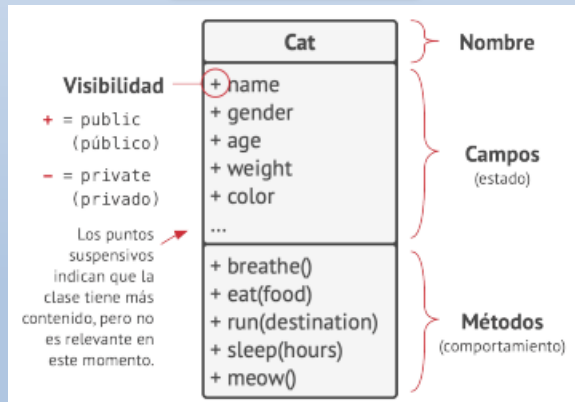 Cat
Nombre
Visibilidad
+ = public
(público)
− = private
(privado)
Los puntos
suspensivos
indican que la
clase tiene más
contenido, pero no
es relevante en
este momento.
+ name
+ gender
+ age
+ weight
+ color
...
Campos
(estado)
+ breathe()
+ eat(food)
+ run(destination)
+ sleep(hours)
+ meow()
Métodos
(comportamiento)